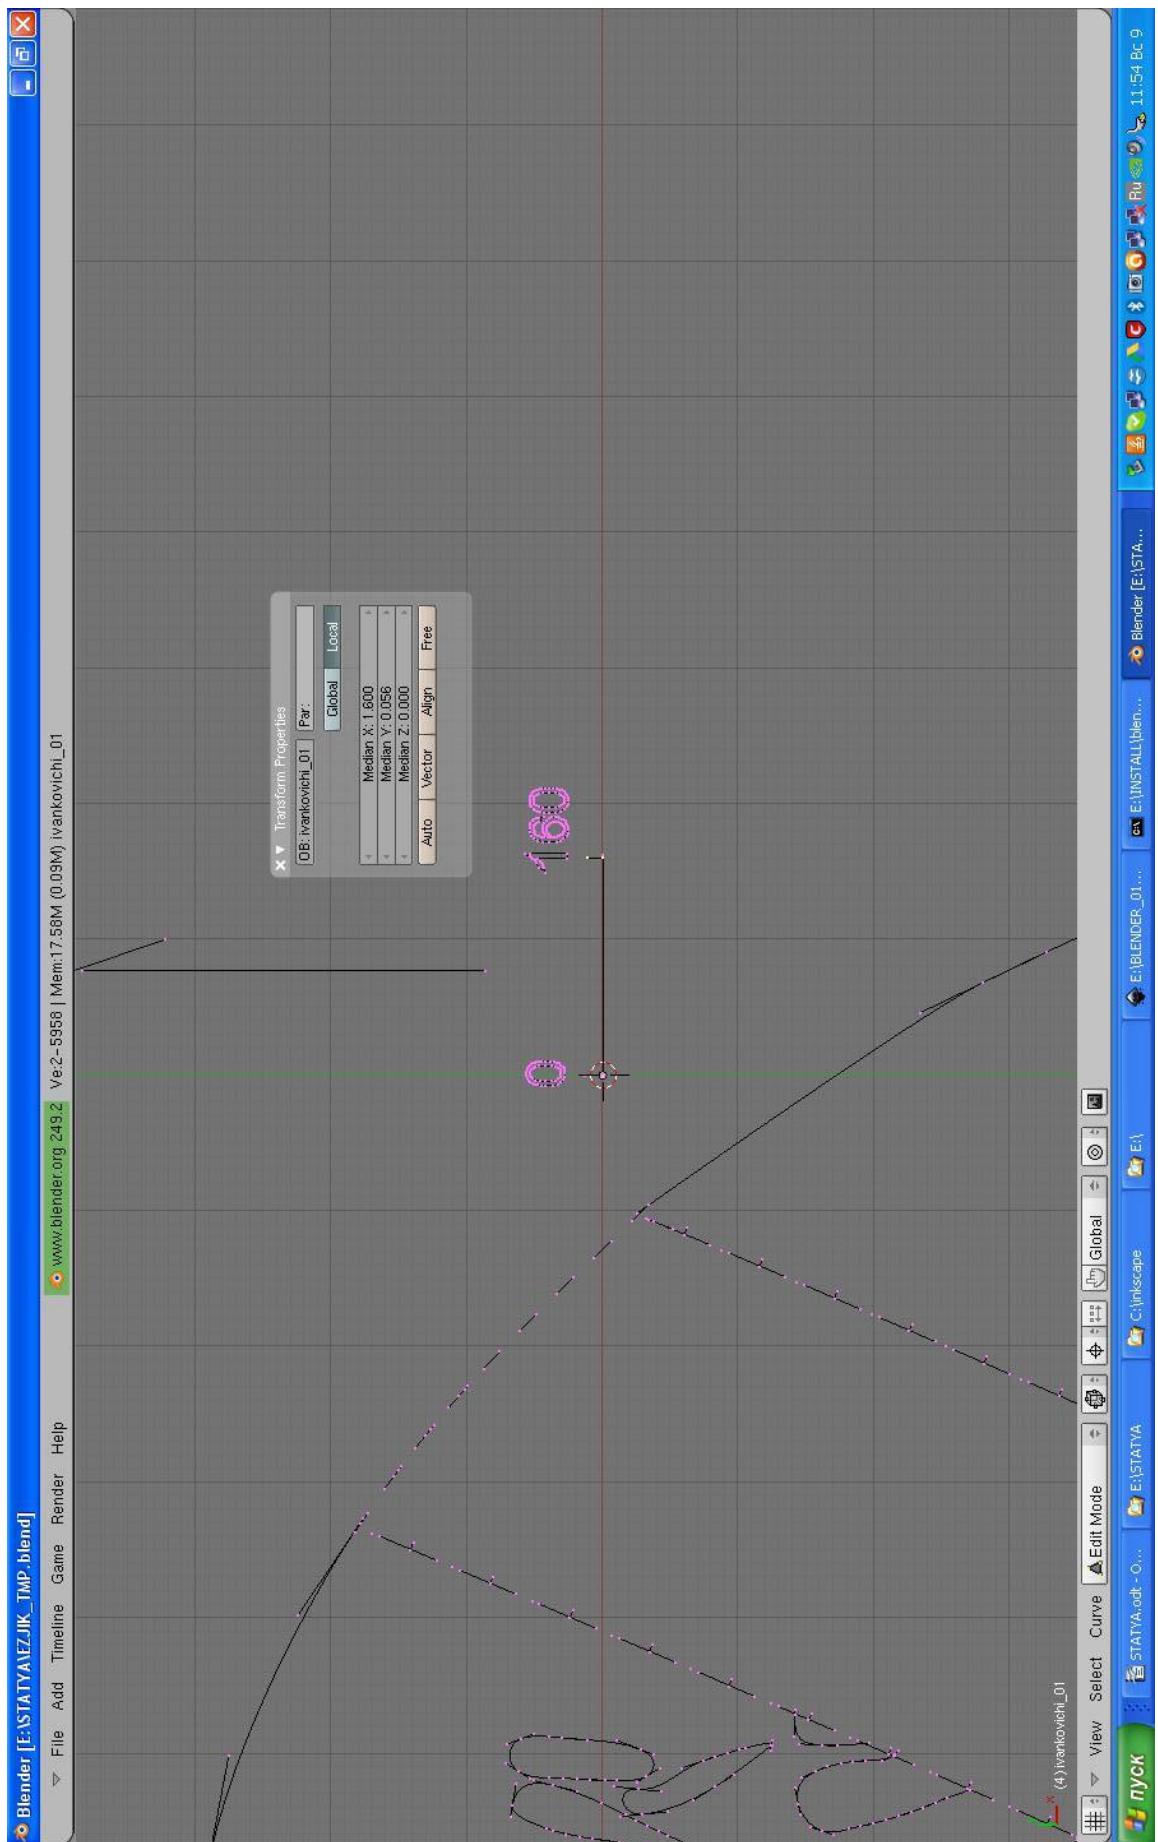 Blender [E:\STATYA\EZJIK_TMP.blend]
File Add Timeline Game Render Help www.blender.org 249.2 Ve:2-5958 | Mem:17.58M (0.09M) ivankovichi_01
Transform Properties
OB: ivankovichi_01 Par:
Global Local
Median X: 1.600
Median Y: 0.056
Median Z: 0.000
Auto Vector Align Free
0 160
x
(4) ivankovichi_01
View Select Curve Edit Mode Global
пуск STATYA.odt - O... E:\STATYA C:\inkscape E:\ E:\BLENDER_01... E:\INSTALL\blen... Blender [E:\STA... Ru 11:54 Вс 9